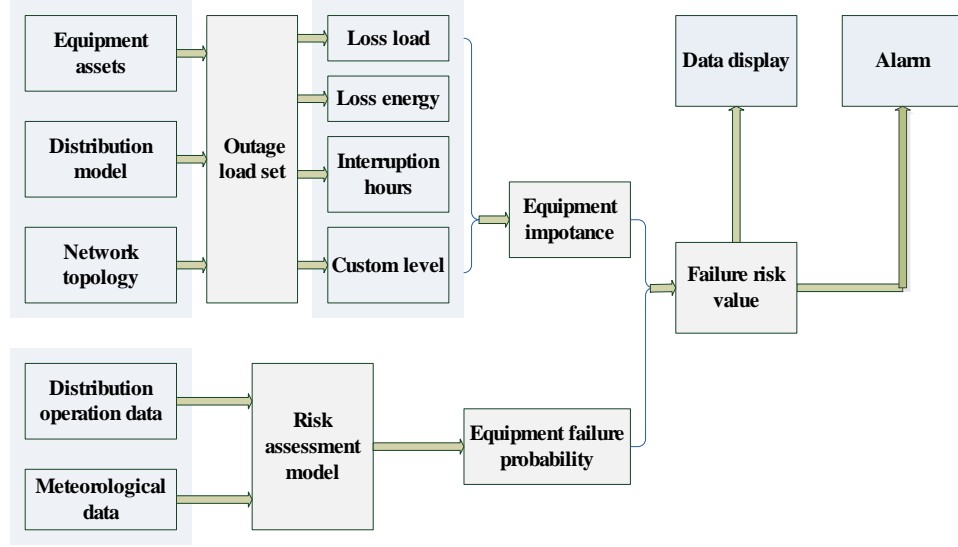 Equipment
assets
Distribution
model
Network
topology
Outage
load set
Loss load
Loss energy
Interruption
hours
Custom level
Equipment
impotance
Data display
Alarm
Failure risk
value
Distribution
operation data
Meteorological
data
Risk
assessment
model
Equipment failure
probability